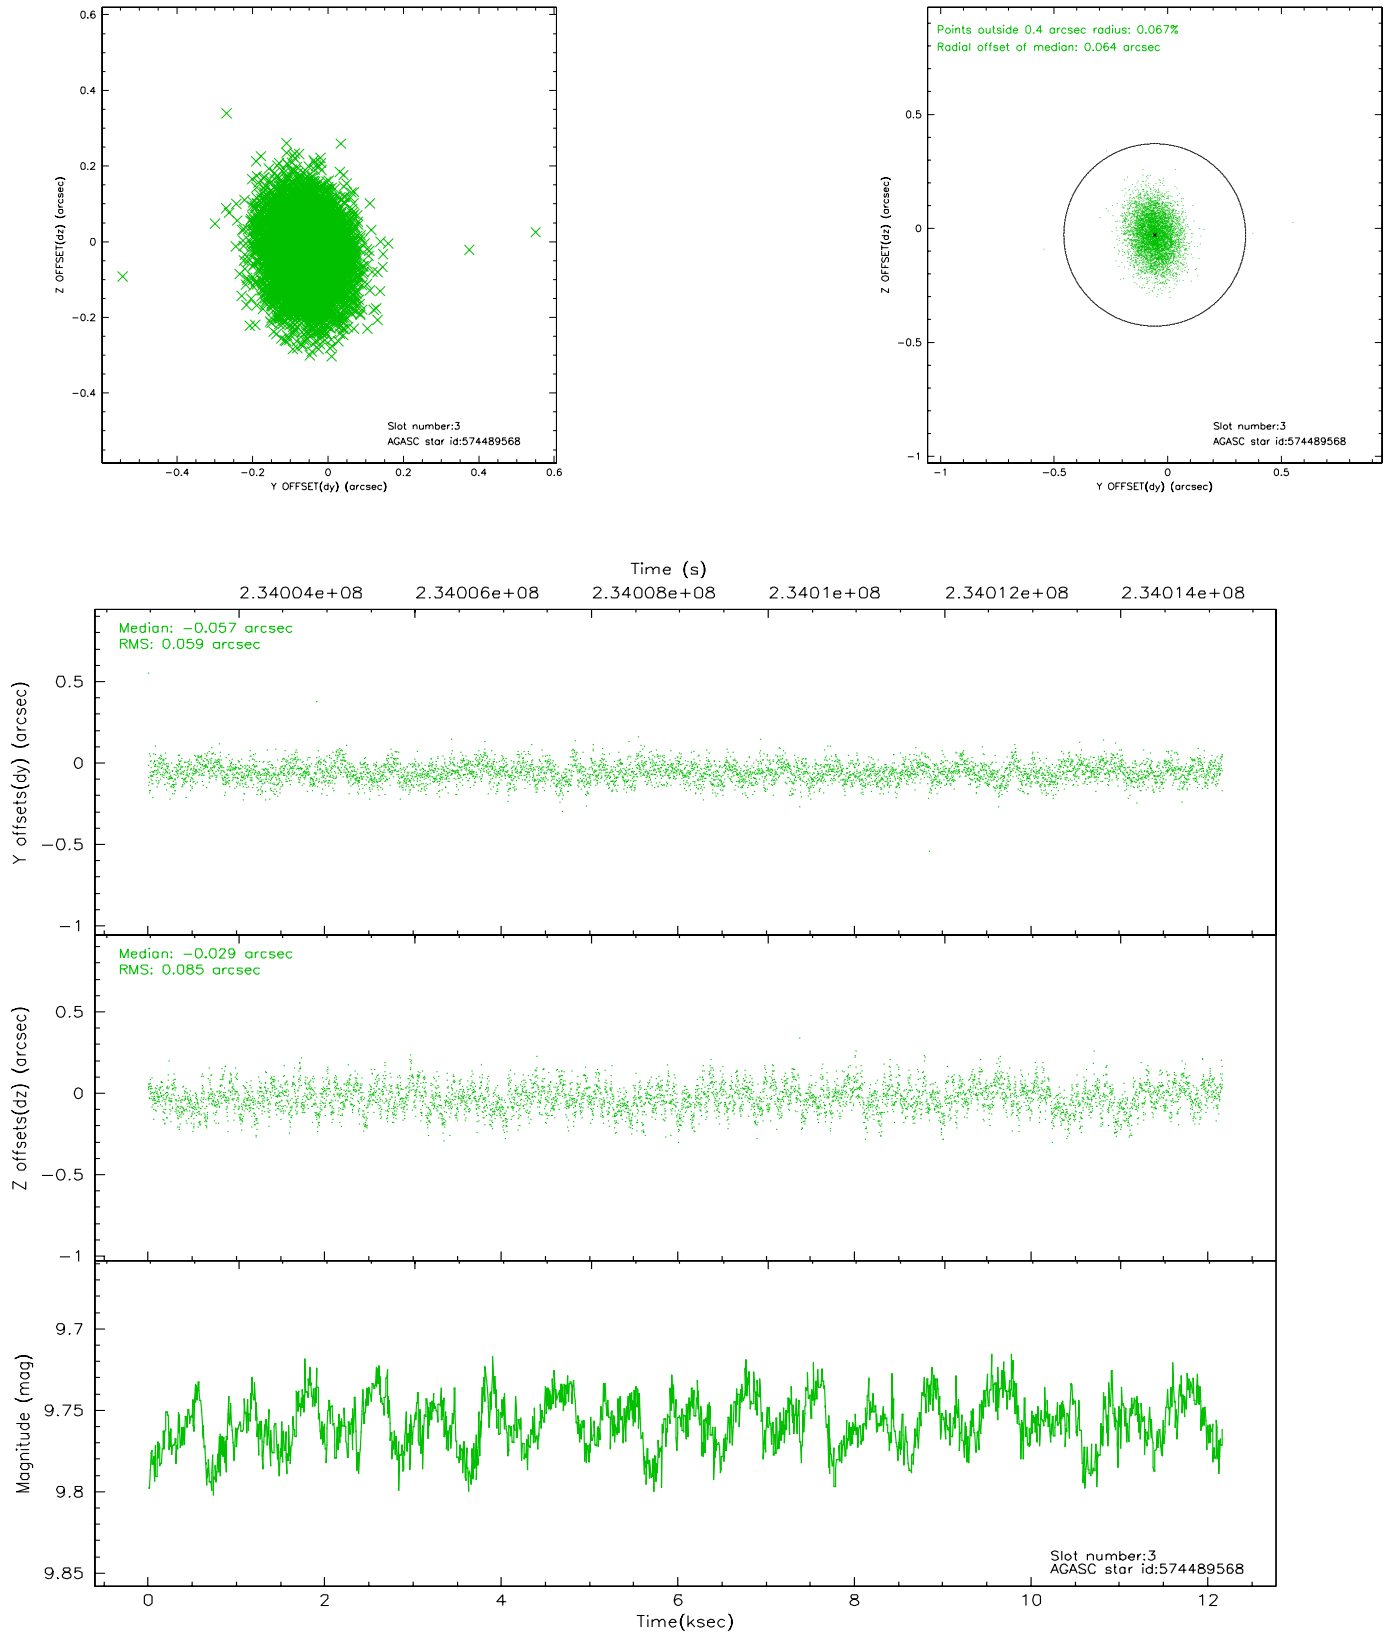 0.6
0.4
0.2
0
−0.2
−0.4
Z OFFSET(dz) (arcsec)
Slot number:3
AGASC star id:574489568
−0.4 −0.2 0 0.2 0.4 0.6
Y OFFSET(dy) (arcsec)
Points outside 0.4 arcsec radius: 0.067%
Radial offset of median: 0.064 arcsec
0.5
0
−0.5
−1
Z OFFSET(dz) (arcsec)
Slot number:3
AGASC star id:574489568
−1 −0.5 0 0.5
Y OFFSET(dy) (arcsec)
Time (s)
2.34004e+08 2.34006e+08 2.34008e+08 2.3401e+08 2.34012e+08 2.34014e+08
Median: −0.057 arcsec
RMS: 0.059 arcsec
0.5
0
−0.5
−1
Y offsets(dy) (arcsec)
Median: −0.029 arcsec
RMS: 0.085 arcsec
0.5
0
−0.5
−1
Z offsets(dz) (arcsec)
9.7
9.75
9.8
9.85
Magnitude (mag)
Slot number:3
AGASC star id:574489568
0 2 4 6 8 10 12
Time(ksec)